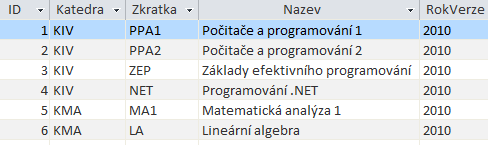 ID Katedra Zkratka Nazev RokVerze
1 KIV PPA1 Počítače a programování 1 2010
2 KIV PPA2 Počítače a programování 2 2010
3 KIV ZEP Základy efektivního programování 2010
4 KIV NET Programování .NET 2010
5 KMA MA1 Matematická analýza 1 2010
6 KMA LA Lineární algebra 2010